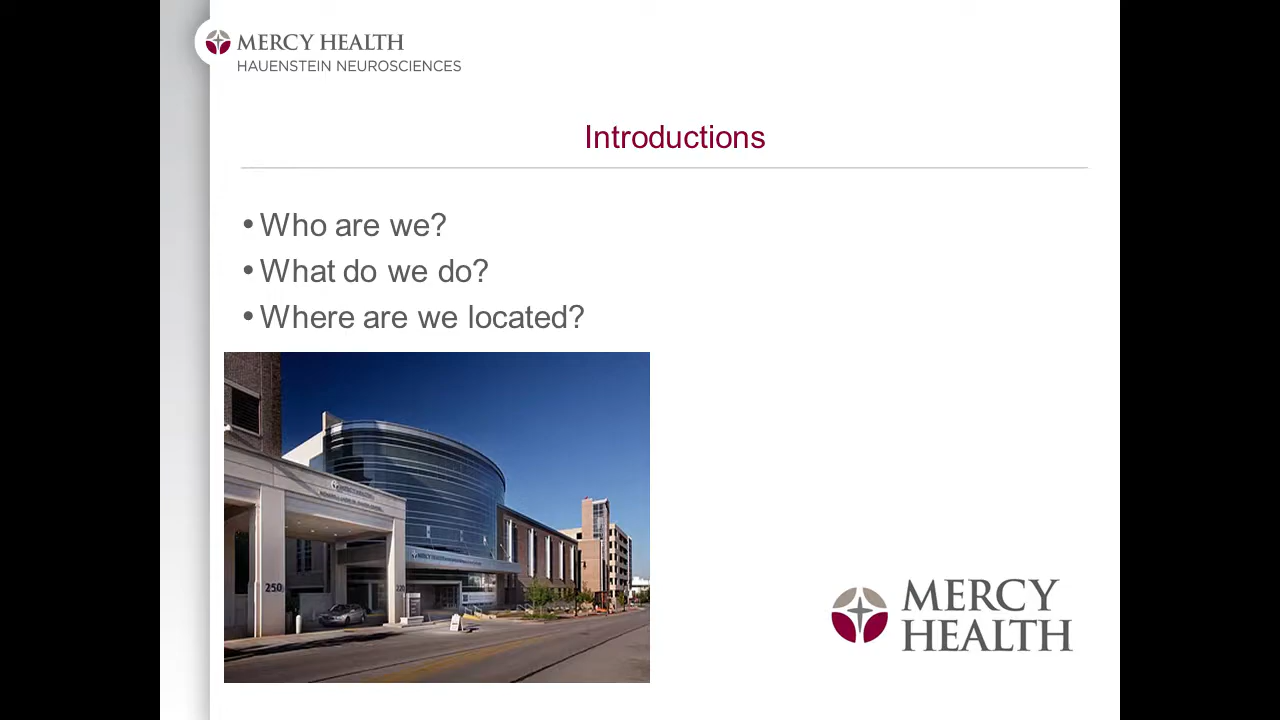 MERCY HEALTH
HAUENSTEIN NEUROSCIENCES
Introductions
• Who are we?
• What do we do?
• Where are we located?
250
220
MERCY
HEALTH